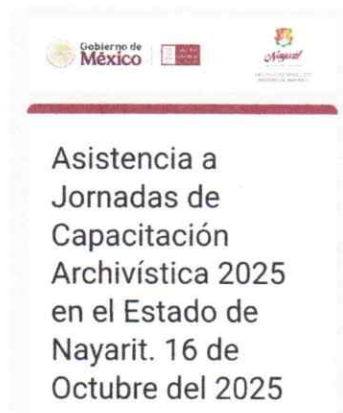 Gobierno de
México
Nayarit
Asistencia a
Jornadas de
Capacitación
Archivística 2025
en el Estado de
Nayarit. 16 de
Octubre del 2025